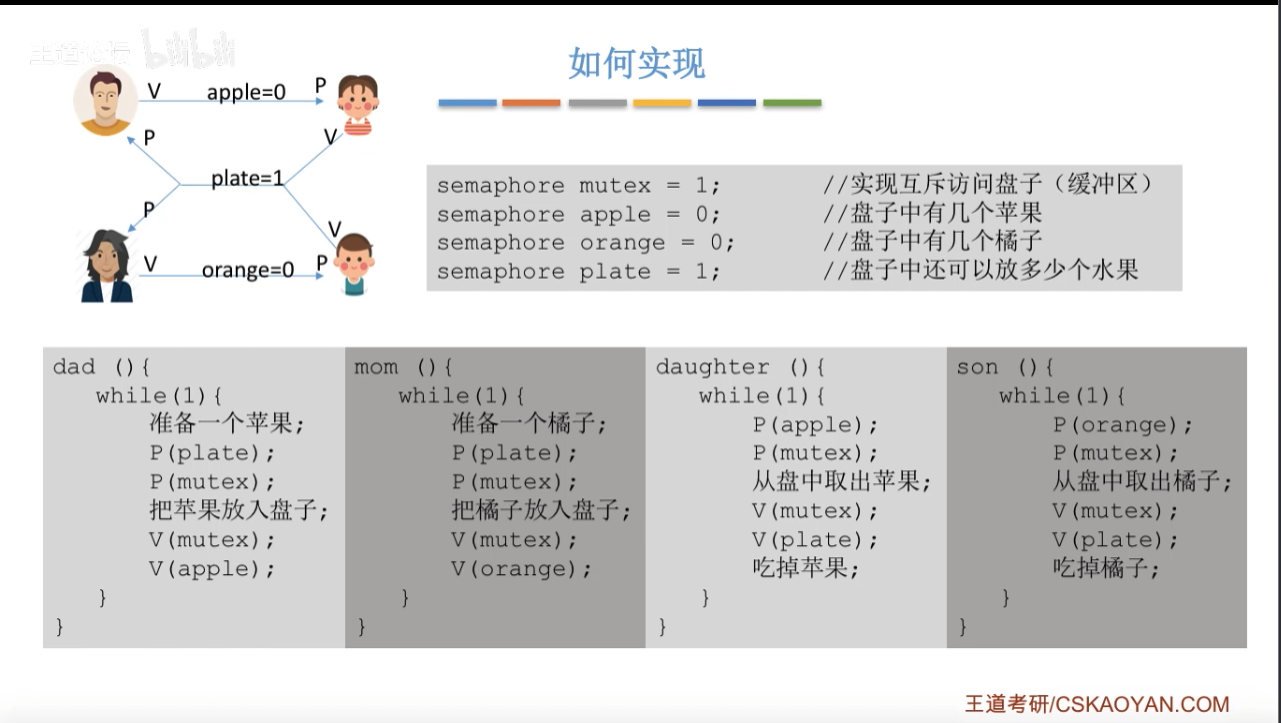 王道论坛 bilibili
如何实现
V apple=0 P
P
V
plate=1
P
V
V orange=0 P
semaphore mutex = 1; //实现互斥访问盘子（缓冲区）
semaphore apple = 0; //盘子中有几个苹果
semaphore orange = 0; //盘子中有几个橘子
semaphore plate = 1; //盘子中还可以放多少个水果
dad (){
while(1){
准备一个苹果;
P(plate);
P(mutex);
把苹果放入盘子;
V(mutex);
V(apple);
}
}
mom (){
while(1){
准备一个橘子;
P(plate);
P(mutex);
把橘子放入盘子;
V(mutex);
V(orange);
}
}
daughter (){
while(1){
P(apple);
P(mutex);
从盘中取出苹果;
V(mutex);
V(plate);
吃掉苹果;
}
}
son (){
while(1){
P(orange);
P(mutex);
从盘中取出橘子;
V(mutex);
V(plate);
吃掉橘子;
}
}
王道考研/CSKAOYAN.COM